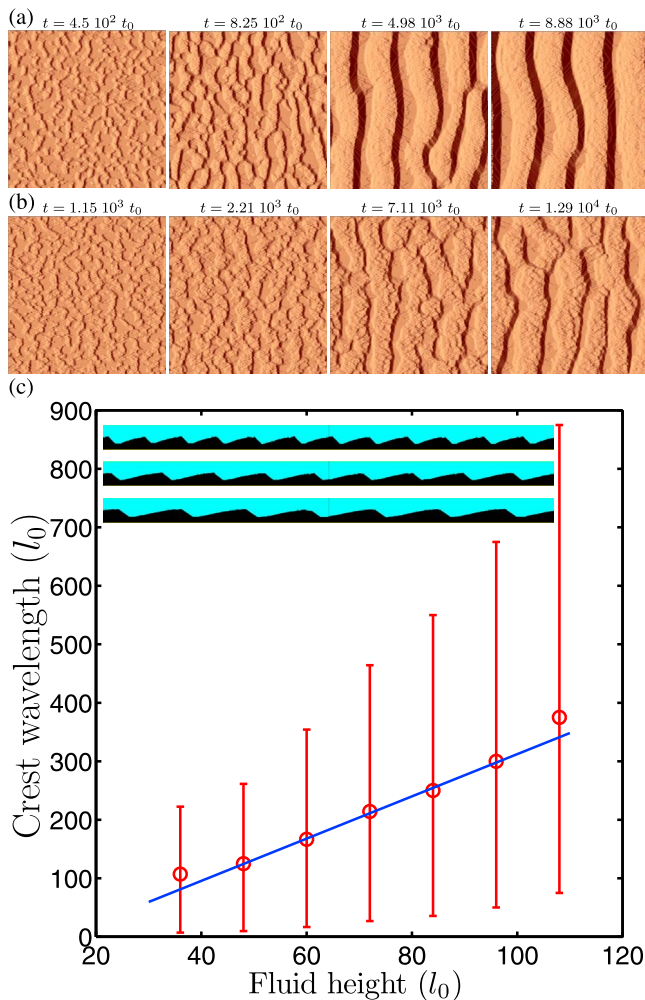 (a)
t = 4.5 10² t₀ t = 8.25 10² t₀ t = 4.98 10³ t₀ t = 8.88 10³ t₀
(b)
t = 1.15 10³ t₀ t = 2.21 10³ t₀ t = 7.11 10³ t₀ t = 1.29 10⁴ t₀
(c)
900
800
700
600
500
400
300
200
100
0
Crest wavelength (l₀)
20 40 60 80 100 120
Fluid height (l₀)